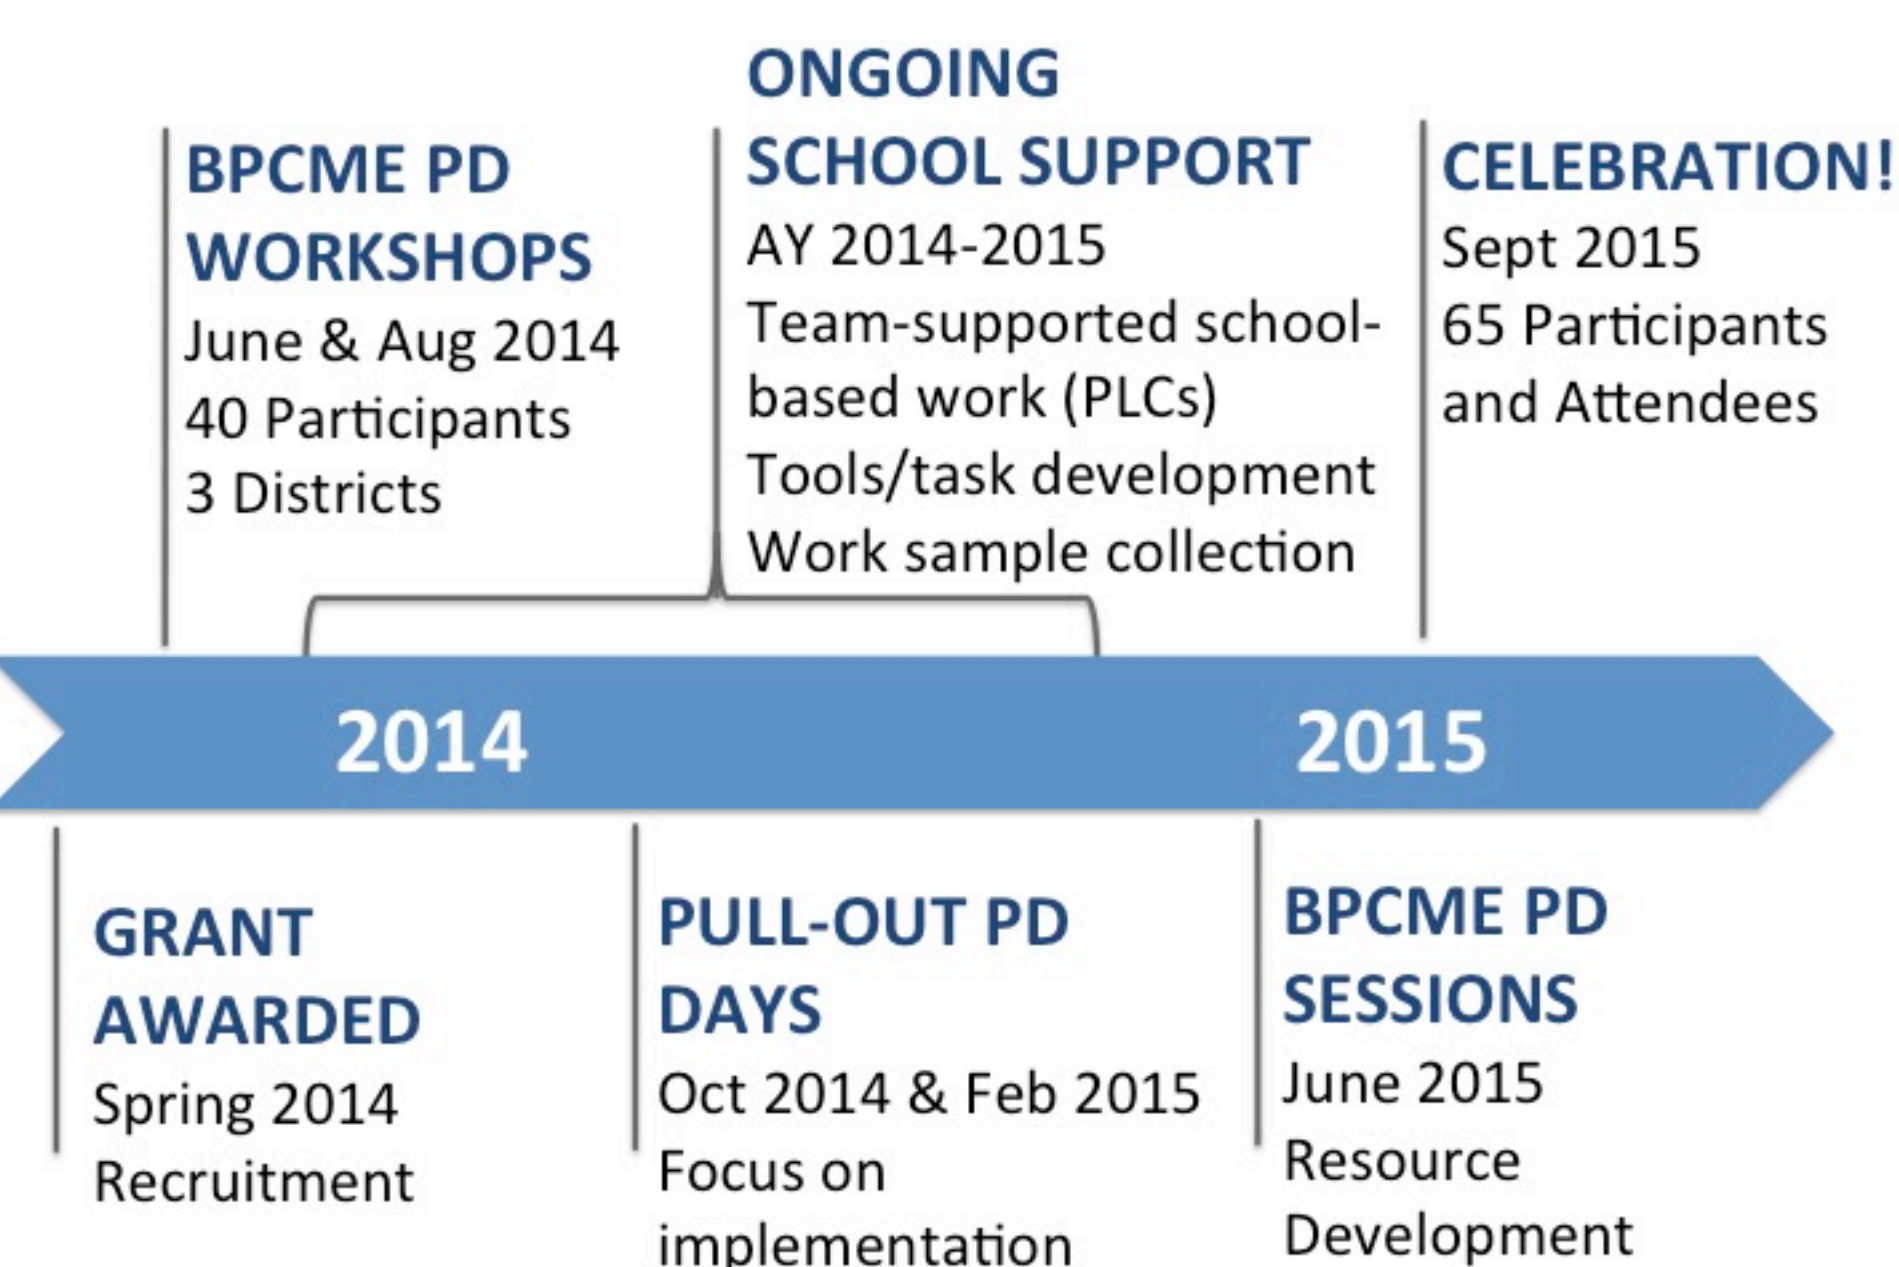 BPCME PD
WORKSHOPS
June & Aug 2014
40 Participants
3 Districts
ONGOING
SCHOOL SUPPORT
AY 2014-2015
Team-supported school-
based work (PLCs)
Tools/task development
Work sample collection
CELEBRATION!
Sept 2015
65 Participants
and Attendees
2014
2015
GRANT
AWARDED
Spring 2014
Recruitment
PULL-OUT PD
DAYS
Oct 2014 & Feb 2015
Focus on
implementation
BPCME PD
SESSIONS
June 2015
Resource
Development